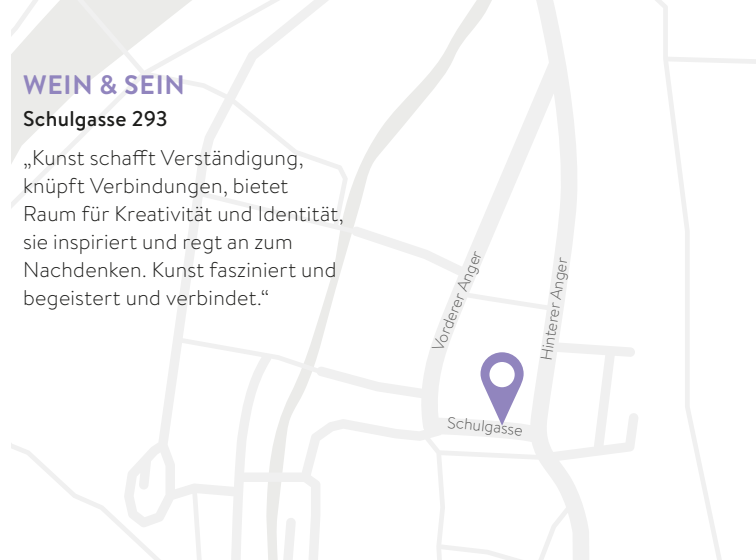 WEIN & SEIN
Schulgasse 293
„Kunst schafft Verständigung,
knüpft Verbindungen, bietet
Raum für Kreativität und Identität,
sie inspiriert und regt an zum
Nachdenken. Kunst fasziniert und
begeistert und verbindet.“
Vorderer Anger
Hinterer Anger
Schulgasse